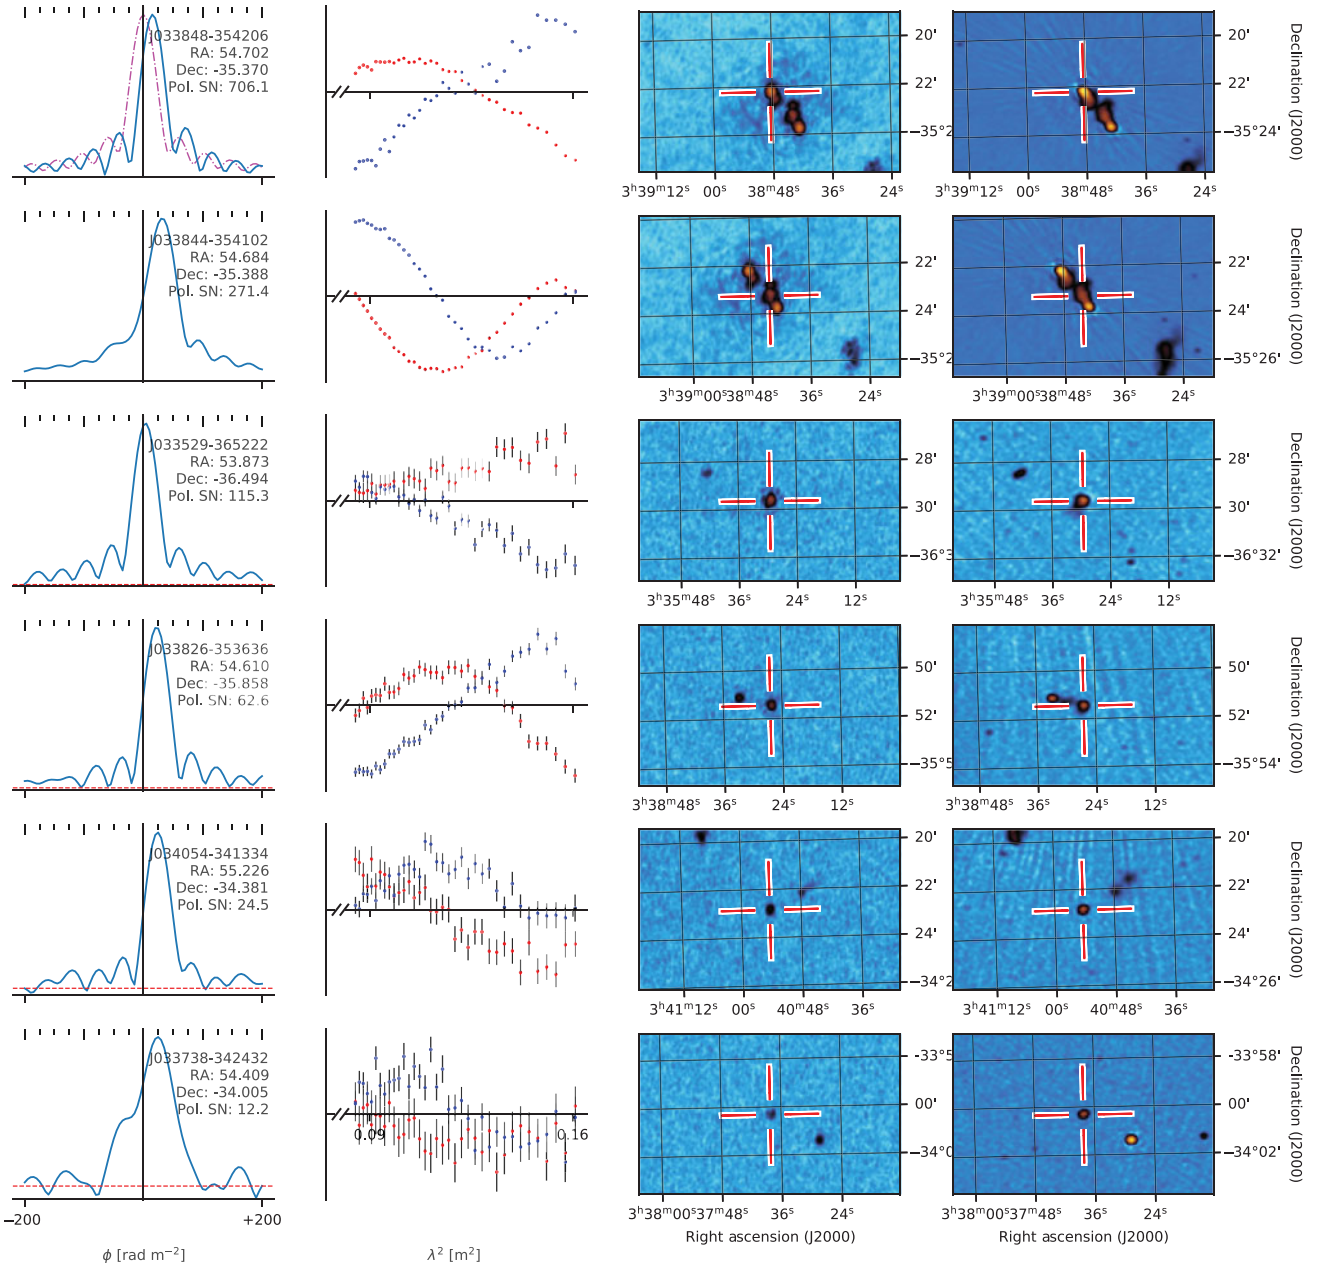 J033848-354206
RA: 54.702
Dec: -35.370
Pol. SN: 706.1
20'
22'
−35°2
20'
22'
−35°24'
Declination (J2000)
3ʰ39ᵐ12ˢ 00ˢ 38ᵐ48ˢ 36ˢ 24ˢ
3ʰ39ᵐ12ˢ 00ˢ 38ᵐ48ˢ 36ˢ 24ˢ
J033844-354102
RA: 54.684
Dec: -35.388
Pol. SN: 271.4
22'
24'
−35°2
22'
24'
−35°26'
Declination (J2000)
3ʰ39ᵐ00ˢ38ᵐ48ˢ 36ˢ 24ˢ
3ʰ39ᵐ00ˢ38ᵐ48ˢ 36ˢ 24ˢ
J033529-365222
RA: 53.873
Dec: -36.494
Pol. SN: 115.3
28'
30'
−36°3
28'
30'
−36°32'
Declination (J2000)
3ʰ35ᵐ48ˢ 36ˢ 24ˢ 12ˢ
3ʰ35ᵐ48ˢ 36ˢ 24ˢ 12ˢ
J033826-353636
RA: 54.610
Dec: -35.858
Pol. SN: 62.6
50'
52'
−35°5
50'
52'
−35°54'
Declination (J2000)
3ʰ38ᵐ48ˢ 36ˢ 24ˢ 12ˢ
3ʰ38ᵐ48ˢ 36ˢ 24ˢ 12ˢ
J034054-341334
RA: 55.226
Dec: -34.381
Pol. SN: 24.5
20'
22'
24'
−34°2
20'
22'
24'
−34°26'
Declination (J2000)
3ʰ41ᵐ12ˢ 00ˢ 40ᵐ48ˢ 36ˢ
3ʰ41ᵐ12ˢ 00ˢ 40ᵐ48ˢ 36ˢ
J033738-342432
RA: 54.409
Dec: -34.005
Pol. SN: 12.2
0.09 0.16
-33°5
00'
−34°0
-33°58'
00'
−34°02'
Declination (J2000)
−200 +200
3ʰ38ᵐ00ˢ37ᵐ48ˢ 36ˢ 24ˢ
3ʰ38ᵐ00ˢ37ᵐ48ˢ 36ˢ 24ˢ
ϕ [rad m⁻²]
λ² [m²]
Right ascension (J2000)
Right ascension (J2000)